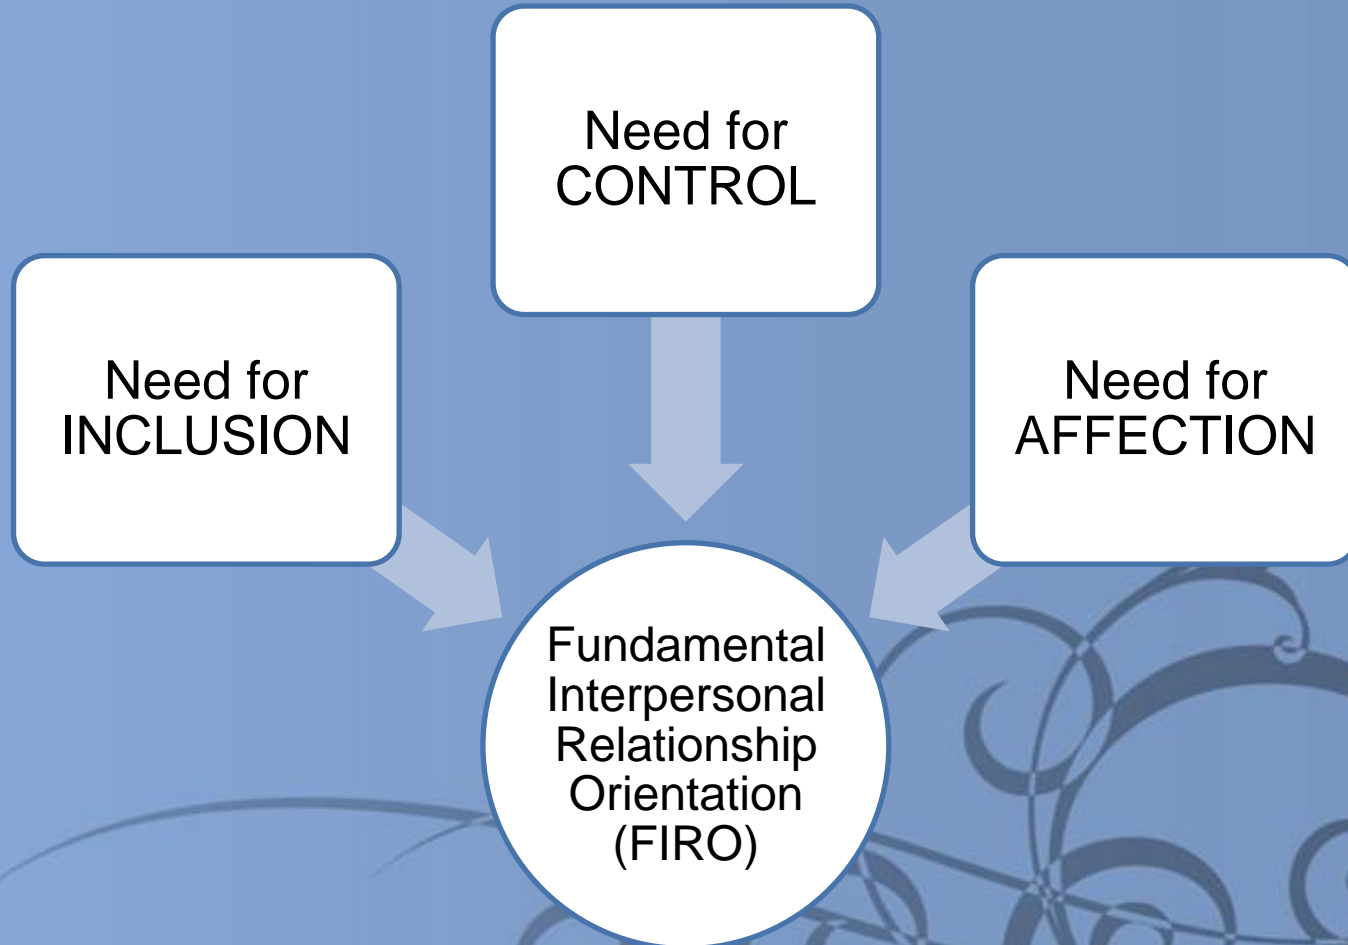 Need for
CONTROL
Need for
INCLUSION
Need for
AFFECTION
Fundamental
Interpersonal
Relationship
Orientation
(FIRO)